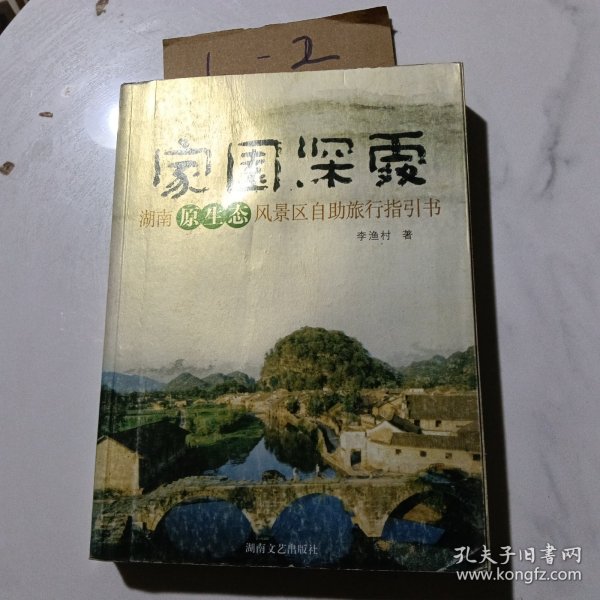 1-2
家园深处
湖南原生态风景区自助旅行指引书
李渔村 著
湖南文艺出版社
孔夫子旧书网
www.kongfz.com